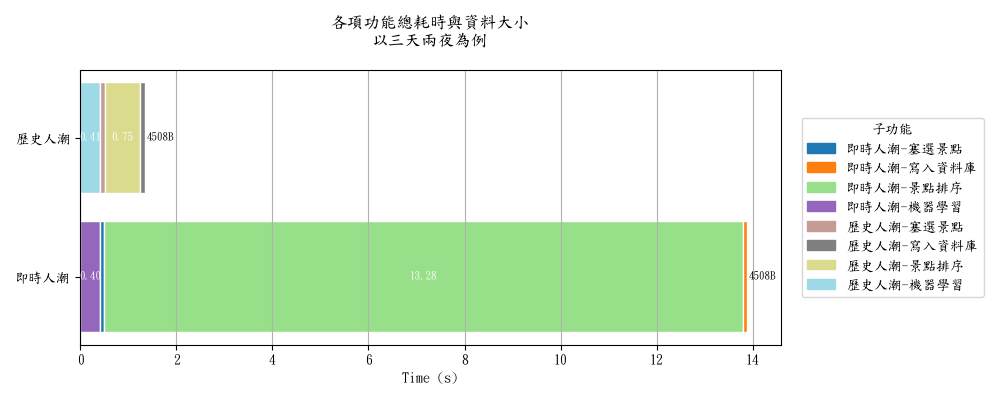 各項功能總耗時與資料大小
以三天兩夜為例
歷史人潮
0.41
0.75
4508B
即時人潮
0.40
13.28
4508B
0 2 4 6 8 10 12 14
Time (s)
子功能
即時人潮-塞選景點
即時人潮-寫入資料庫
即時人潮-景點排序
即時人潮-機器學習
歷史人潮-塞選景點
歷史人潮-寫入資料庫
歷史人潮-景點排序
歷史人潮-機器學習